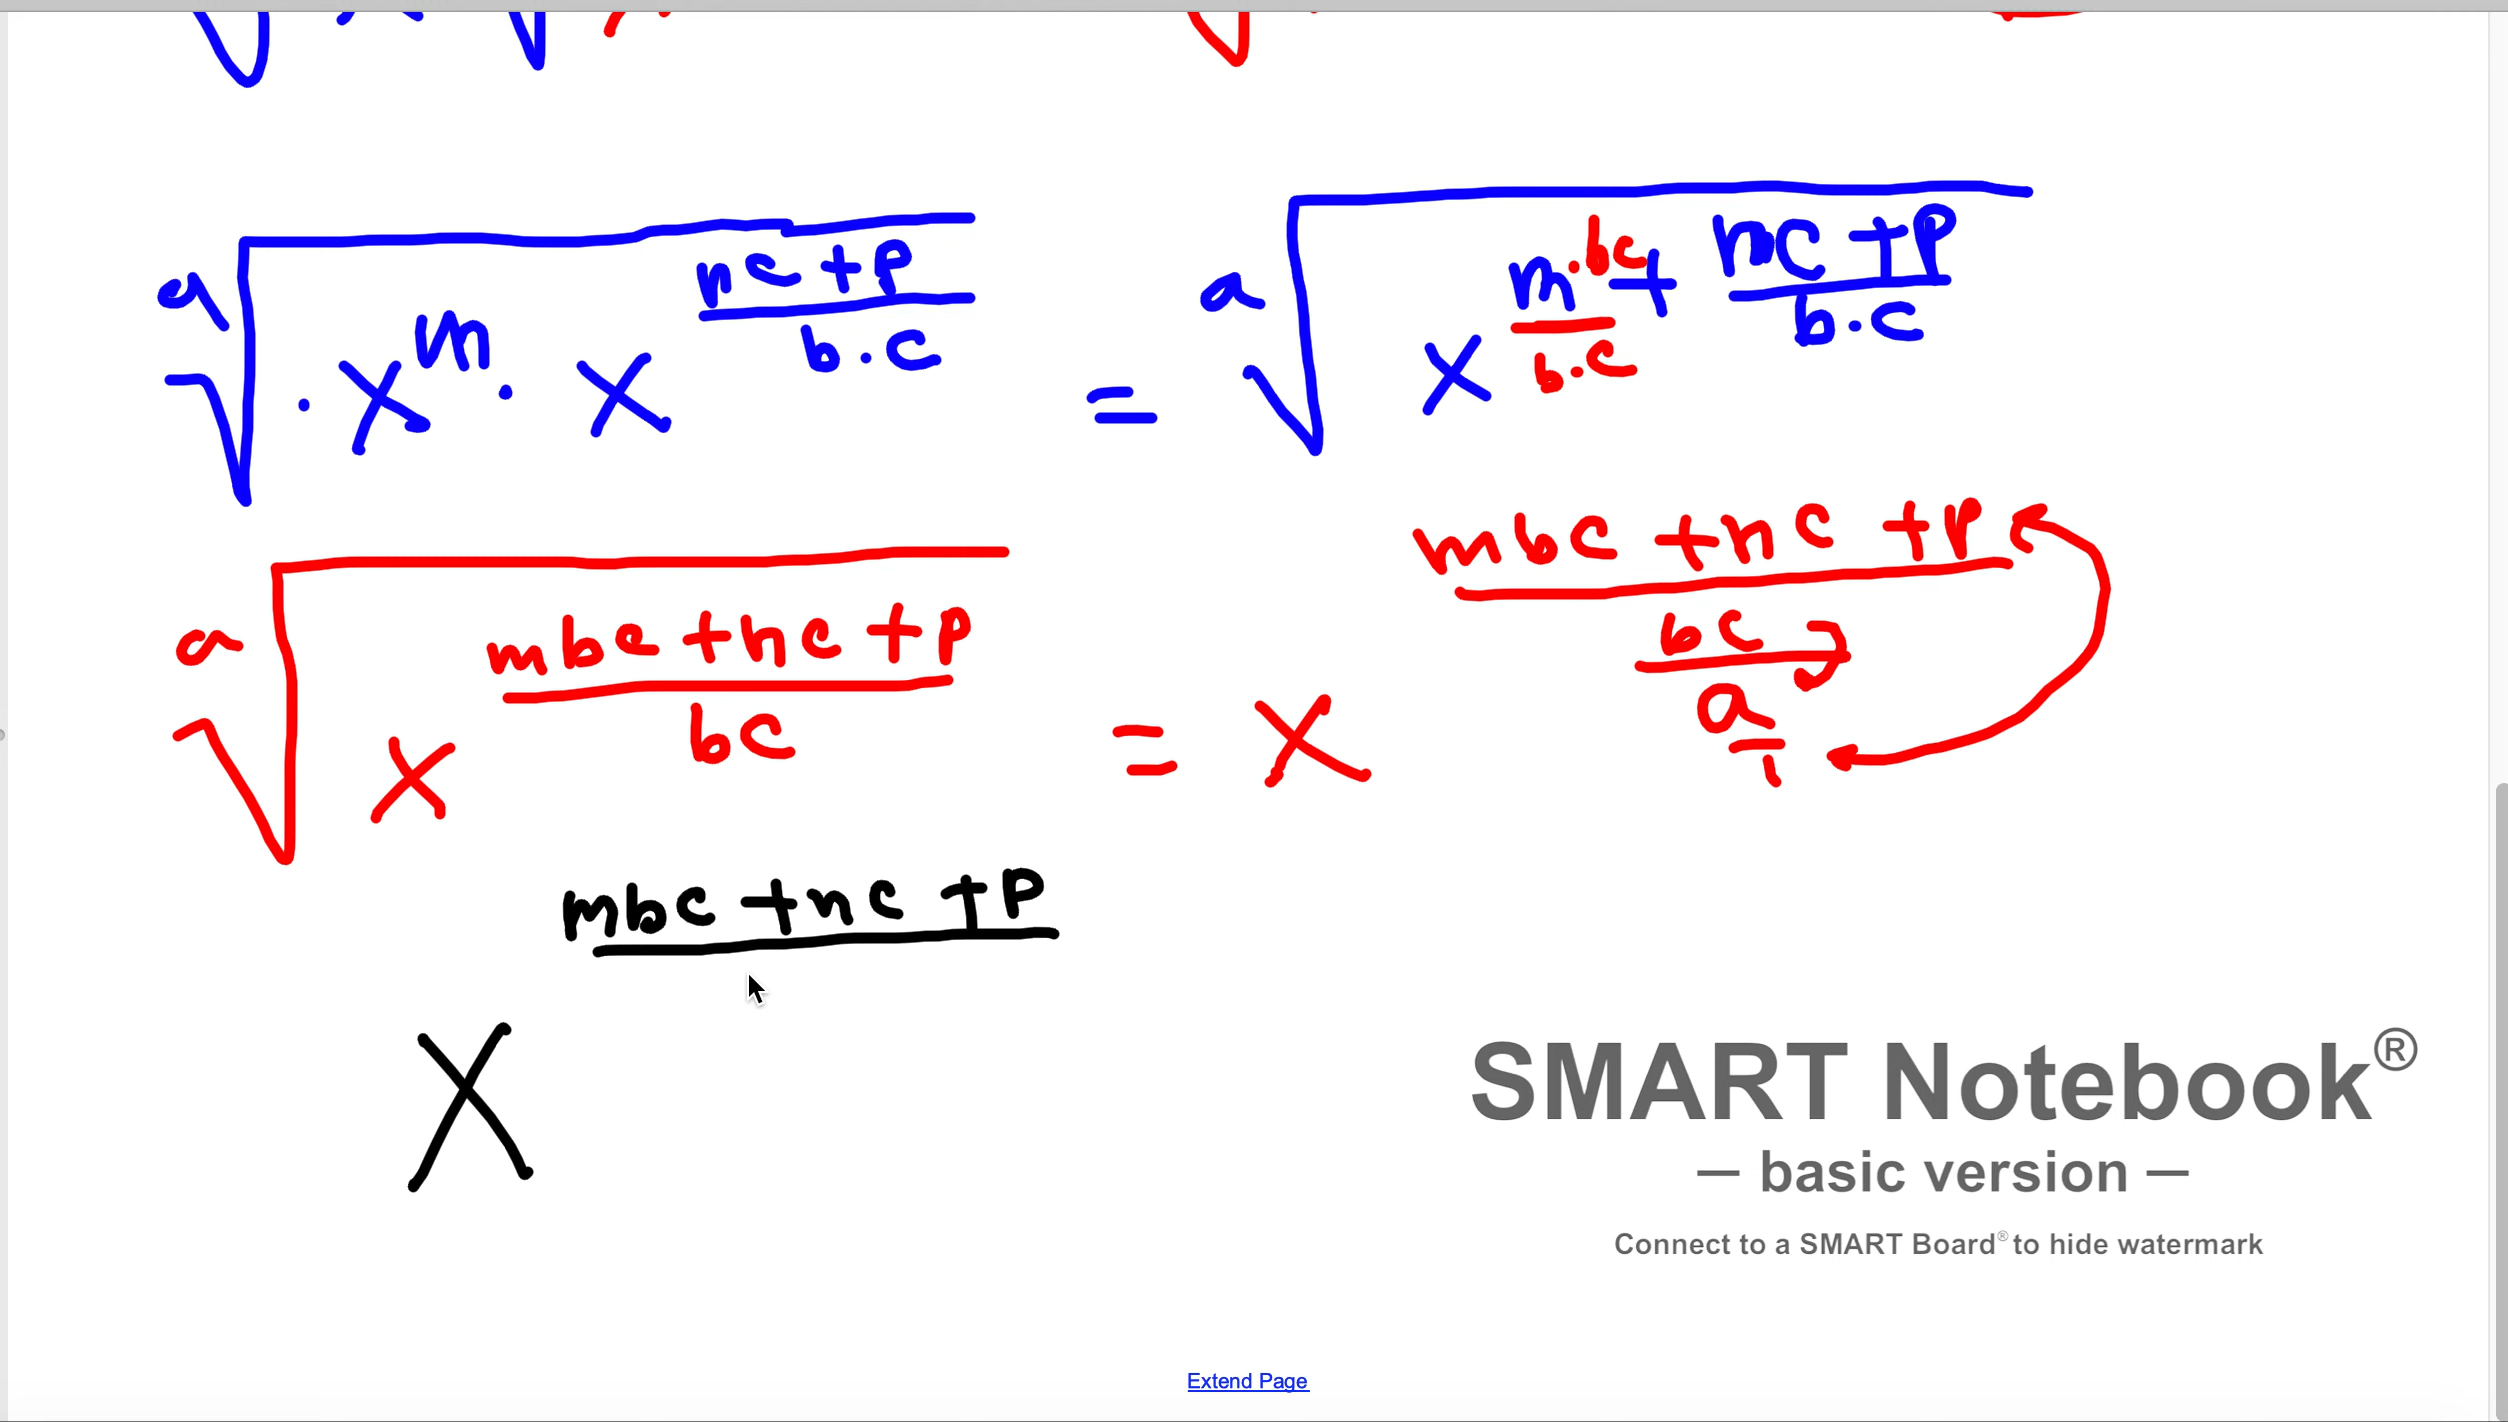 a√ · x^m · x^((nc+p)/(b·c)) = a√ x^((m·bc)/(b·c) + (nc+p)/(b·c))
a√ x^((mbc+nc+p)/(bc)) = x^(((mbc+nc+p)/(bc))/(a/1))
x^(mbc+nc+p)/
SMART Notebook®
— basic version —
Connect to a SMART Board® to hide watermark
Extend Page